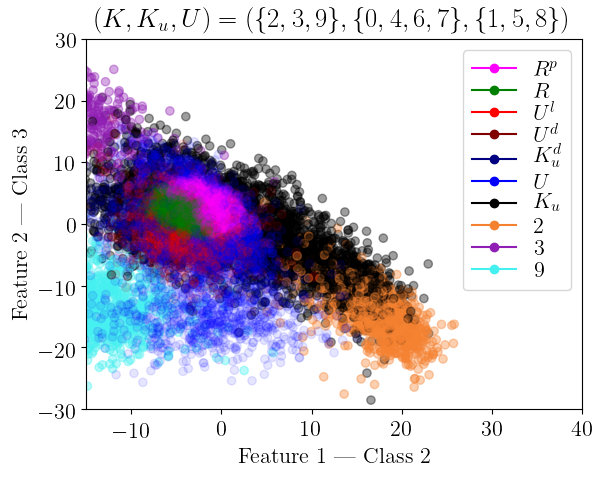 (K, K_u, U) = ({2, 3, 9}, {0, 4, 6, 7}, {1, 5, 8})
30
20
10
0
−10
−20
−30
Feature 2 — Class 3
R^p
R
U^l
U^d
K_u^d
U
K_u
2
3
9
−10
0
10
20
30
40
Feature 1 — Class 2